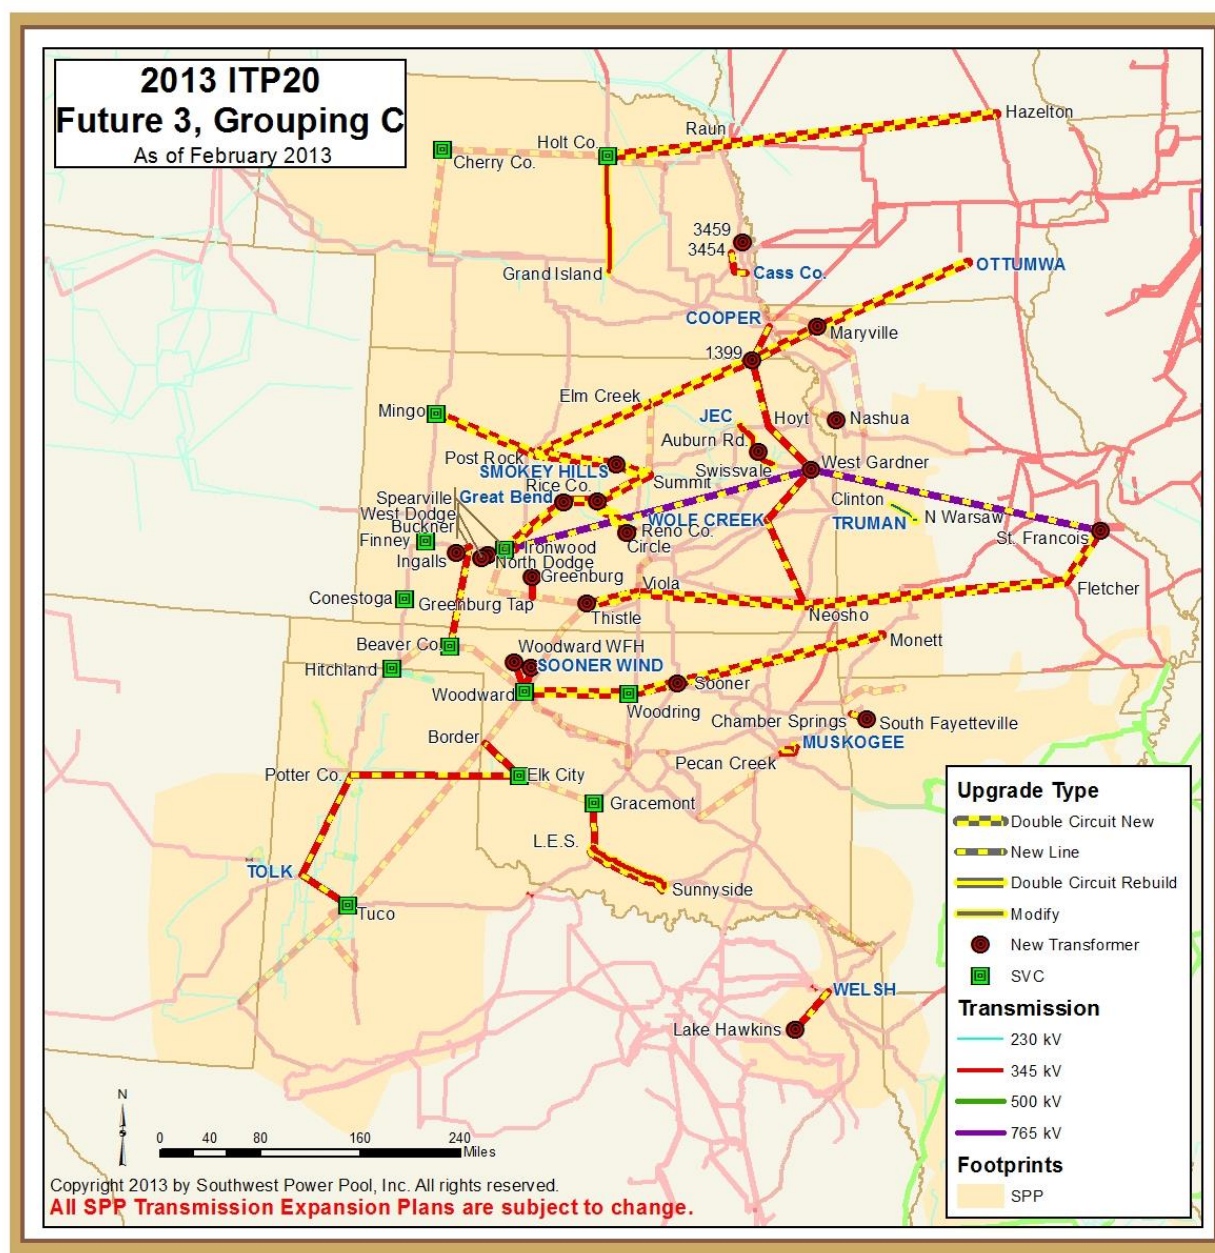 2013 ITP20
Future 3, Grouping C
As of February 2013
Hazelton
Raun
Holt Co.
Cherry Co.
3459
3454
Grand Island
Cass Co.
OTTUMWA
COOPER
Maryville
1399
Elm Creek
Mingo
JEC
Hoyt
Nashua
Auburn Rd.
Post Rock
SMOKEY HILLS
Swissvale
West Gardner
Summit
Rice Co.
Great Bend
Spearville
West Dodge
Buckner
Finney
Clinton
WOLF CREEK
TRUMAN
N Warsaw
Reno Co.
St. Francois
Circle
Ironwood
Ingalls
North Dodge
Greenburg
Viola
Fletcher
Conestoga
Greenburg Tap
Thistle
Neosho
Monett
Beaver Co.
Woodward WFH
Hitchland
SOONER WIND
Sooner
Woodward
Woodring
Chamber Springs
South Fayetteville
Border
MUSKOGEE
Pecan Creek
Potter Co.
Elk City
Gracemont
L.E.S.
TOLK
Sunnyside
Tuco
WELSH
Lake Hawkins
Upgrade Type
Double Circuit New
New Line
Double Circuit Rebuild
Modify
New Transformer
SVC
Transmission
230 kV
345 kV
500 kV
765 kV
Footprints
SPP
N
0 40 80 160 240
Miles
Copyright 2013 by Southwest Power Pool, Inc. All rights reserved.
All SPP Transmission Expansion Plans are subject to change.